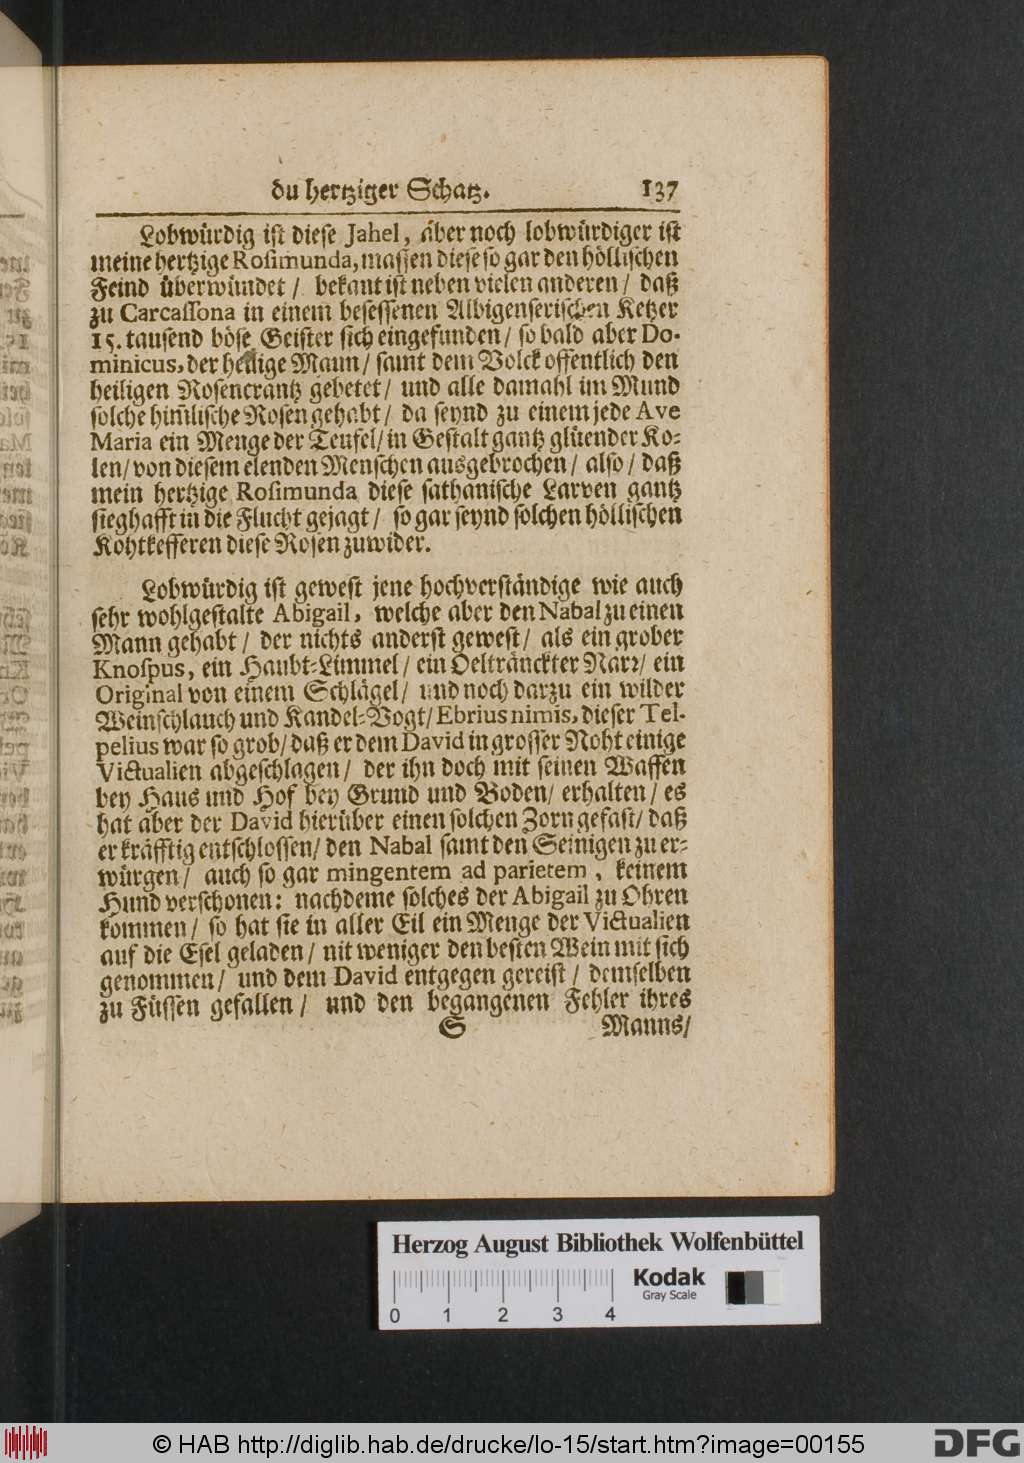 du hertziger Schatz. 137
Lobwürdig ist diese Jahel, aber noch lobwürdiger ist
meine hertzige Rosimunda, massen diese so gar den höllischen
Feind überwundet / bekant ist neben vielen anderen / daß
zu Carcassona in einem besessenen Albigenserischen Ketzer
15. tausend böse Geister sich eingefunden / so bald aber Do-
minicus, der heilige Mann / samt dem Volck offentlich den
heiligen Rosencrantz gebetet / und alle damahl im Mund
solche him̃lische Rosen gehabt / da seynd zu einem jede Ave
Maria ein Menge der Teufel / in Gestalt gantz glüender Ko-
len / von diesem elenden Menschen ausgebrochen / also / daß
mein hertzige Rosimunda diese sathanische Larven gantz
sieghafft in die Flucht gejagt / so gar seynd solchen höllischen
Kohtkefferen diese Rosen zuwider.
Lobwürdig ist gewest jene hochverständige wie auch
sehr wohlgestalte Abigail, welche aber den Nabal zu einen
Mann gehabt / der nichts anderst gewest / als ein grober
Knospus, ein Haubt-Limmel / ein Oeltränckter Narr / ein
Original von einem Schlägel / und noch darzu ein wilder
Weinschlauch und Kandel-Vogt / Ebrius nimis, dieser Tel-
pelius war so grob / daß er dem David in grosser Noht einige
Victualien abgeschlagen / der ihn doch mit seinen Waffen
bey Haus und Hof bey Grund und Boden / erhalten / es
hat aber der David hierüber einen solchen Zorn gefast / daß
er kräfftig entschlossen / den Nabal samt den Seinigen zu er-
würgen / auch so gar mingentem ad parietem, keinem
Hund verschonen: nachdeme solches der Abigail zu Ohren
kommen / so hat sie in aller Eil ein Menge der Victualien
auf die Esel geladen / nit weniger den besten Wein mit sich
genommen / und dem David entgegen gereist / demselben
zu Füssen gefallen / und den begangenen Fehler ihres
S Manns /
Herzog August Bibliothek Wolfenbüttel
Kodak
Gray Scale
0 1 2 3 4
© HAB http://diglib.hab.de/drucke/lo-15/start.htm?image=00155
DFG